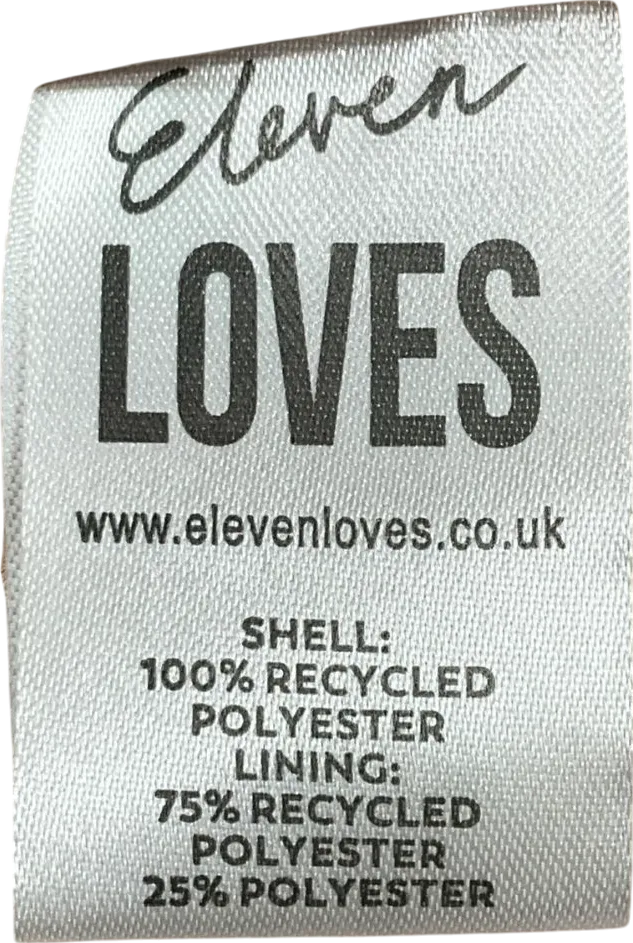 Eleven
LOVES
www.elevenloves.co.uk
SHELL:
100% RECYCLED
POLYESTER
LINING:
75% RECYCLED
POLYESTER
25% POLYESTER